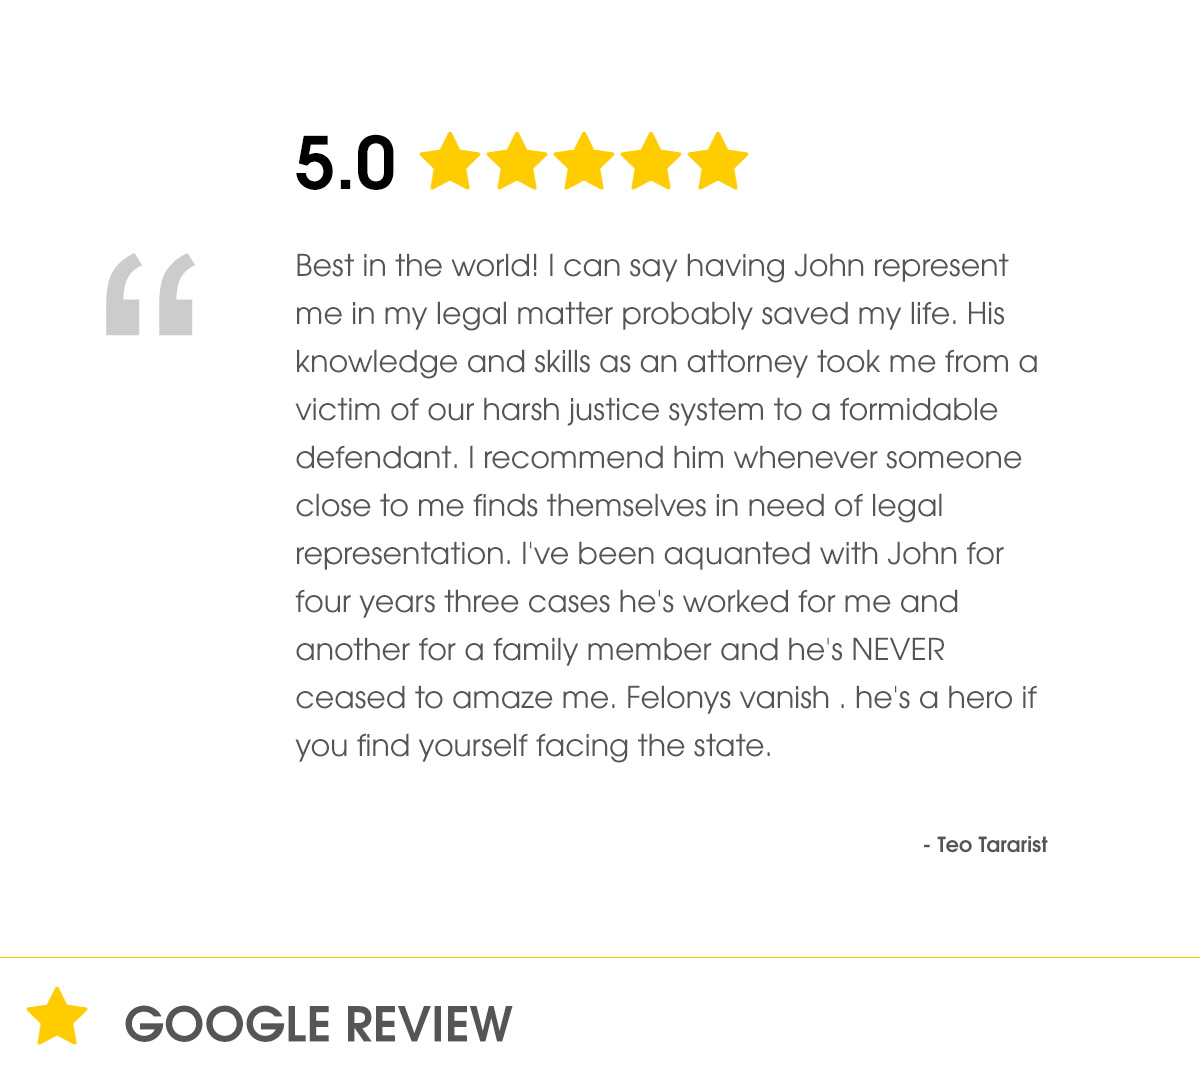 5.0
Best in the world! I can say having John represent
me in my legal matter probably saved my life. His
knowledge and skills as an attorney took me from a
victim of our harsh justice system to a formidable
defendant. I recommend him whenever someone
close to me finds themselves in need of legal
representation. I've been aquanted with John for
four years three cases he's worked for me and
another for a family member and he's NEVER
ceased to amaze me. Felonys vanish . he's a hero if
you find yourself facing the state.
- Teo Tararist
GOOGLE REVIEW